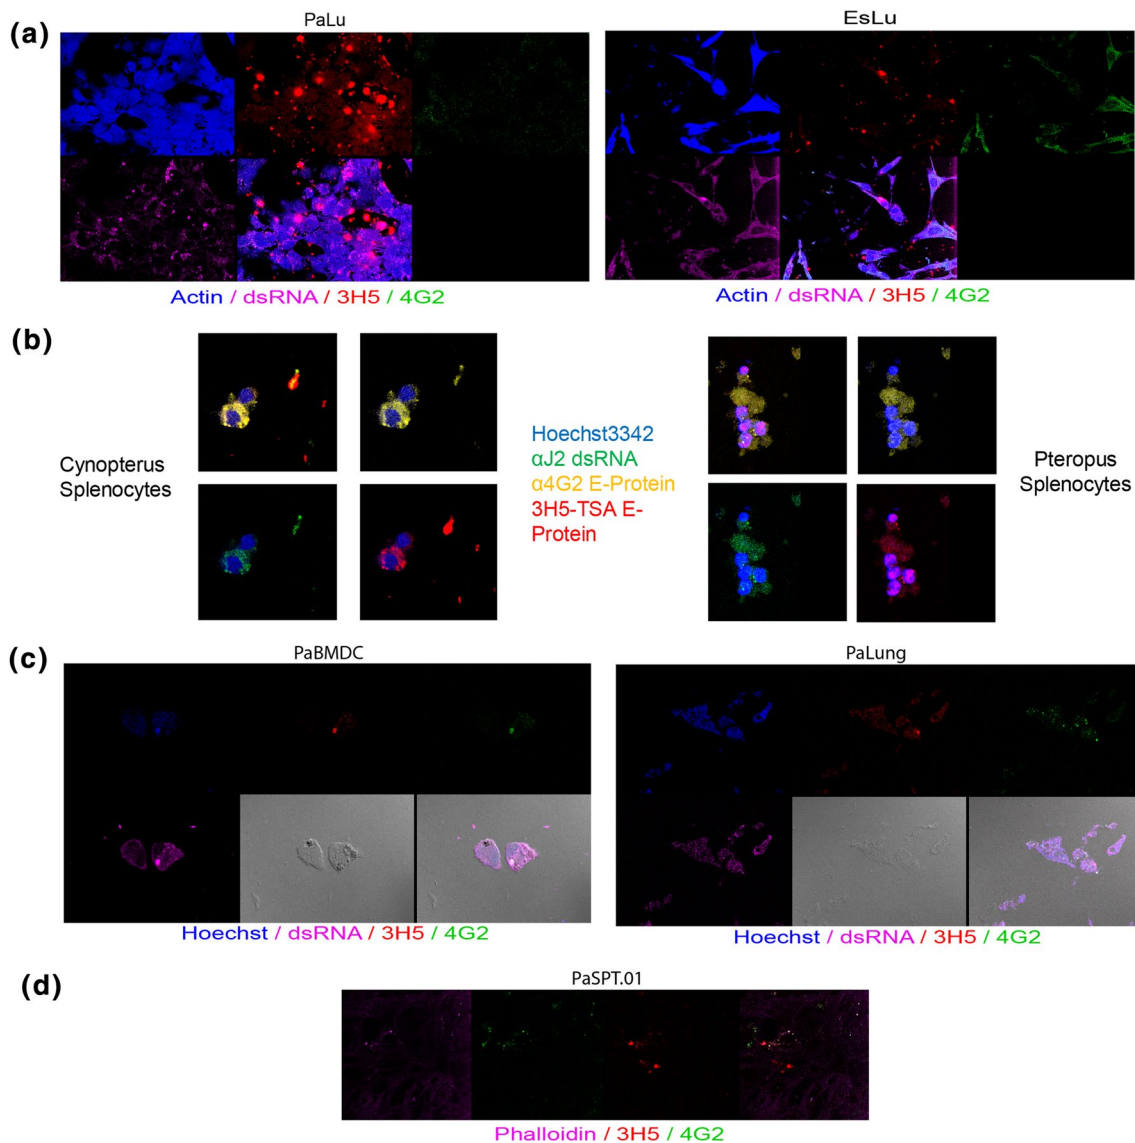 (a)
PaLu
EsLu
Actin / dsRNA / 3H5 / 4G2
Actin / dsRNA / 3H5 / 4G2
(b)
Cynopterus
Splenocytes
Hoechst3342
αJ2 dsRNA
α4G2 E-Protein
3H5-TSA E-
Protein
Pteropus
Splenocytes
(c)
PaBMDC
PaLung
Hoechst / dsRNA / 3H5 / 4G2
Hoechst / dsRNA / 3H5 / 4G2
(d)
PaSPT.01
Phalloidin / 3H5 / 4G2